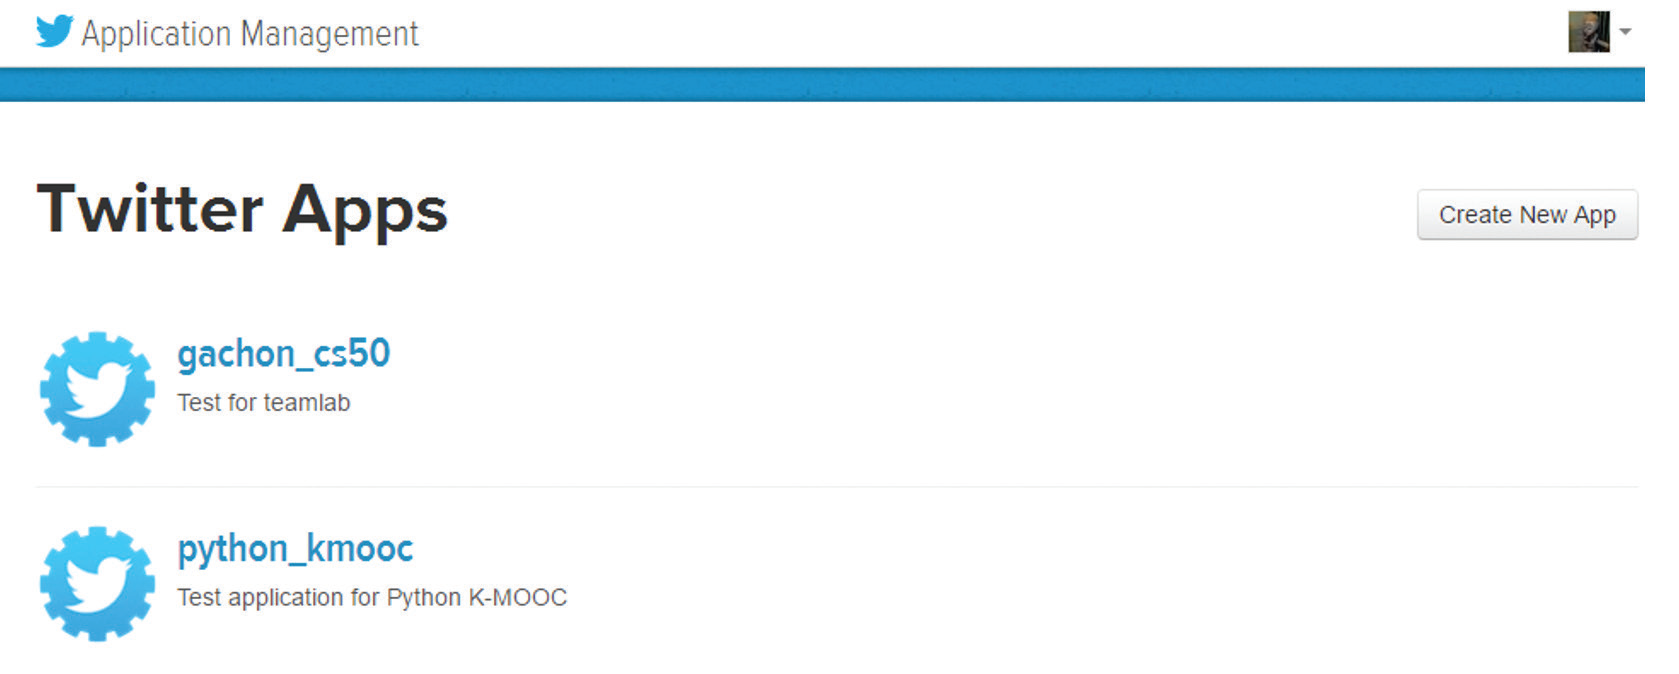 Application Management
Twitter Apps
Create New App
gachon_cs50
Test for teamlab
python_kmooc
Test application for Python K-MOOC